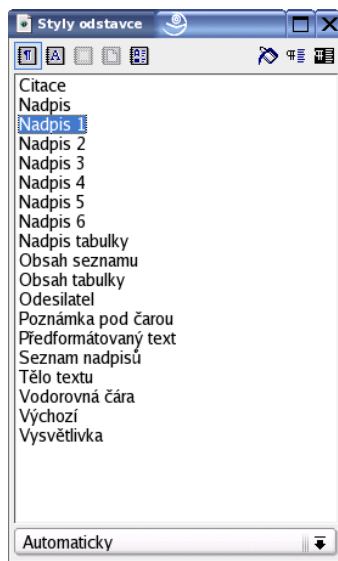 Styly odstavce
Citace
Nadpis
Nadpis 1
Nadpis 2
Nadpis 3
Nadpis 4
Nadpis 5
Nadpis 6
Nadpis tabulky
Obsah seznamu
Obsah tabulky
Odesilatel
Poznámka pod čarou
Předformátovaný text
Seznam nadpisů
Tělo textu
Vodorovná čára
Výchozí
Vysvětlivka
Automaticky